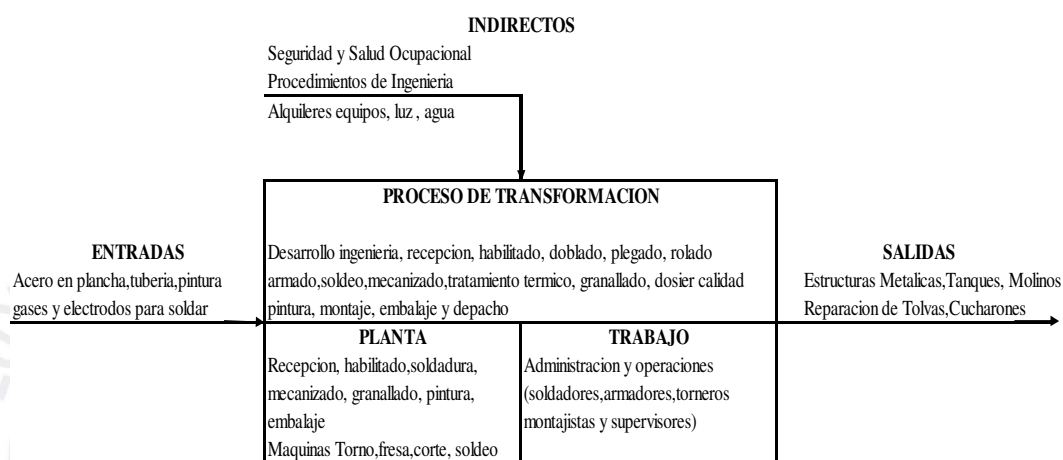 INDIRECTOS
Seguridad y Salud Ocupacional
Procedimientos de Ingenieria
Alquileres equipos, luz , agua
PROCESO DE TRANSFORMACION
ENTRADAS
Acero en plancha,tuberia,pintura
gases y electrodos para soldar
Desarrollo ingenieria, recepcion, habilitado, doblado, plegado, rolado
armado,soldeo,mecanizado,tratamiento termico, granallado, dosier calidad
pintura, montaje, embalaje y depacho
SALIDAS
Estructuras Metalicas,Tanques, Molinos
Reparacion de Tolvas,Cucharones
PLANTA
Recepcion, habilitado,soldadura,
mecanizado, granallado, pintura,
embalaje
Maquinas Torno,fresa,corte, soldeo
TRABAJO
Administracion y operaciones
(soldadores,armadores,torneros
montajistas y supervisores)